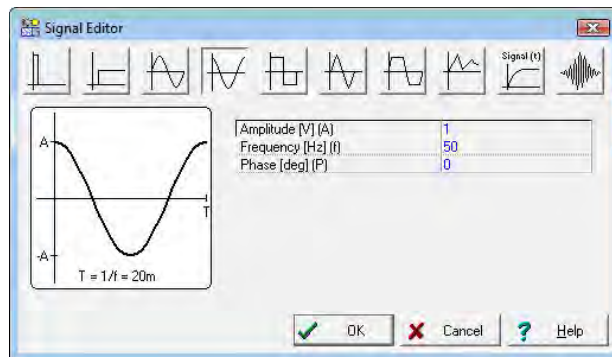 Signal Editor
Signal (t)
A
Amplitude [V] (A) 1
Frequency [Hz] (f) 50
Phase [deg] (P) 0
T
-A
T = 1/f = 20m
OK Cancel Help